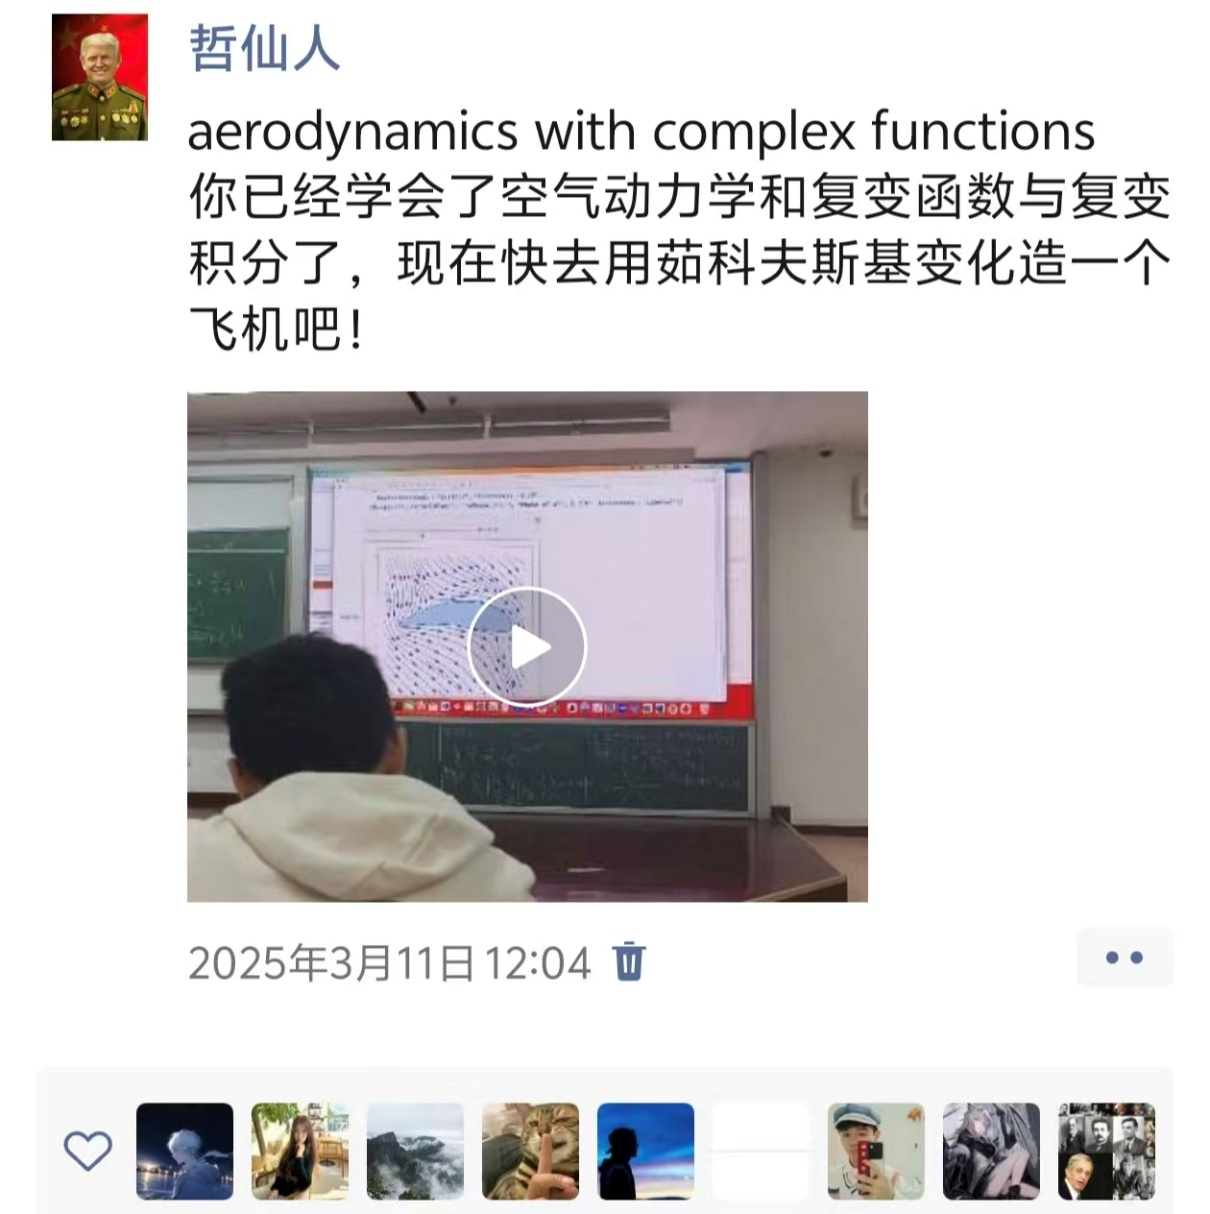 哲仙人
aerodynamics with complex functions
你已经学会了空气动力学和复变函数与复变
积分了，现在快去用茹科夫斯基变化造一个
飞机吧！
2025年3月11日 12:04